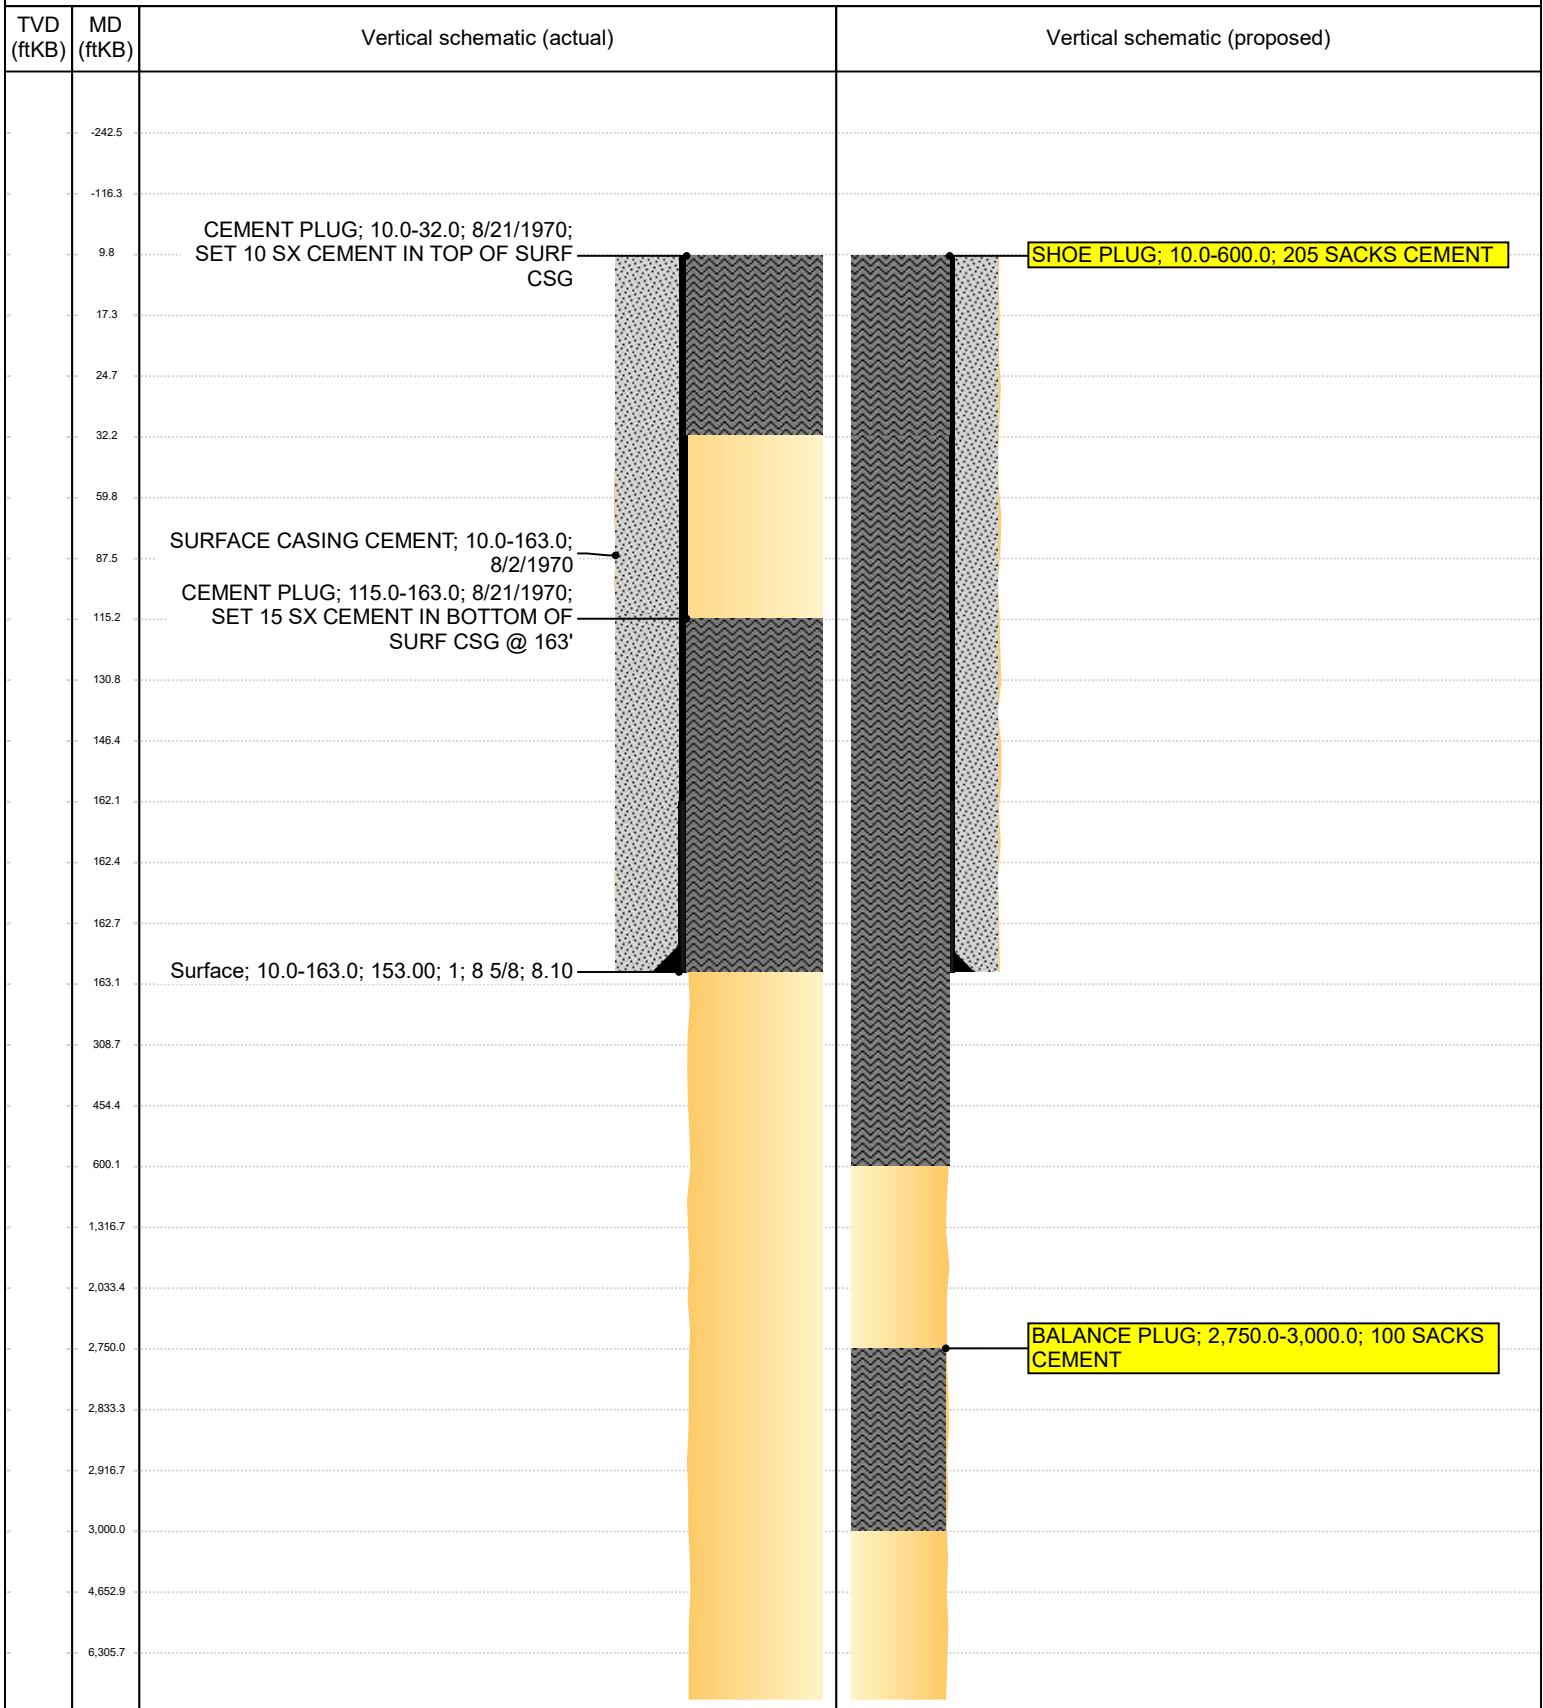 TVD
(ftKB)
MD
(ftKB)
Vertical schematic (actual)
Vertical schematic (proposed)
-242.5
-116.3
9.8
17.3
24.7
32.2
59.8
87.5
115.2
130.8
146.4
162.1
162.4
162.7
163.1
308.7
454.4
600.1
1,316.7
2,033.4
2,750.0
2,833.3
2,916.7
3,000.0
4,652.9
6,305.7
CEMENT PLUG; 10.0-32.0; 8/21/1970;
SET 10 SX CEMENT IN TOP OF SURF
CSG
SURFACE CASING CEMENT; 10.0-163.0;
8/2/1970
CEMENT PLUG; 115.0-163.0; 8/21/1970;
SET 15 SX CEMENT IN BOTTOM OF
SURF CSG @ 163'
Surface; 10.0-163.0; 153.00; 1; 8 5/8; 8.10
SHOE PLUG; 10.0-600.0; 205 SACKS CEMENT
BALANCE PLUG; 2,750.0-3,000.0; 100 SACKS
CEMENT